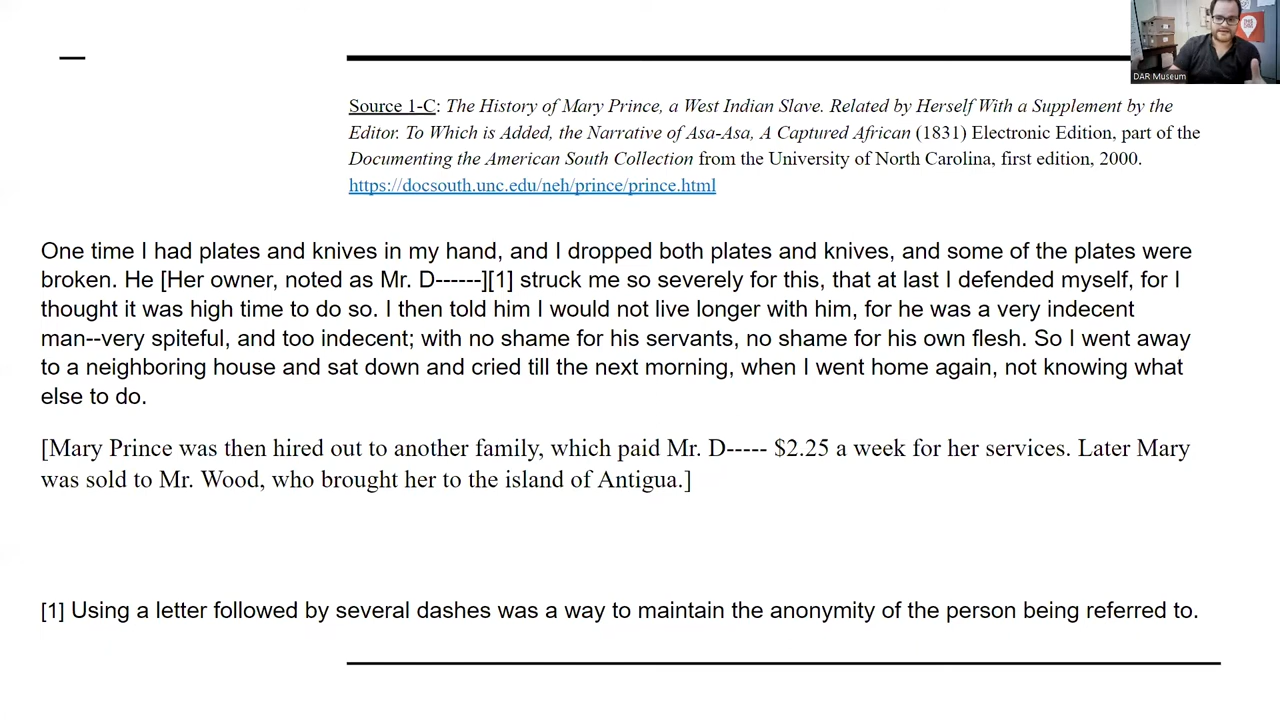 DAR Museum
Source 1-C: The History of Mary Prince, a West Indian Slave. Related by Herself With a Supplement by the
Editor. To Which is Added, the Narrative of Asa-Asa, A Captured African (1831) Electronic Edition, part of the
Documenting the American South Collection from the University of North Carolina, first edition, 2000.
https://docsouth.unc.edu/neh/prince/prince.html
One time I had plates and knives in my hand, and I dropped both plates and knives, and some of the plates were
broken. He [Her owner, noted as Mr. D------][1] struck me so severely for this, that at last I defended myself, for I
thought it was high time to do so. I then told him I would not live longer with him, for he was a very indecent
man--very spiteful, and too indecent; with no shame for his servants, no shame for his own flesh. So I went away
to a neighboring house and sat down and cried till the next morning, when I went home again, not knowing what
else to do.
[Mary Prince was then hired out to another family, which paid Mr. D----- $2.25 a week for her services. Later Mary
was sold to Mr. Wood, who brought her to the island of Antigua.]
[1] Using a letter followed by several dashes was a way to maintain the anonymity of the person being referred to.